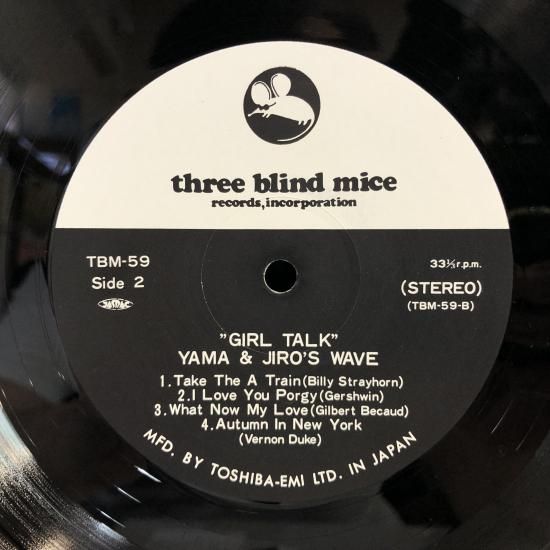 three blind mice
records,incorporation
TBM-59
Side 2
33⅓r.p.m.
(STEREO)
(TBM-59-B)
"GIRL TALK"
YAMA & JIRO'S WAVE
1.Take The A Train(Billy Strayhorn)
2.I Love You Porgy(Gershwin)
3.What Now My Love(Gilbert Becaud)
4.Autumn In New York
(Vernon Duke)
MFD. BY TOSHIBA-EMI LTD. IN JAPAN